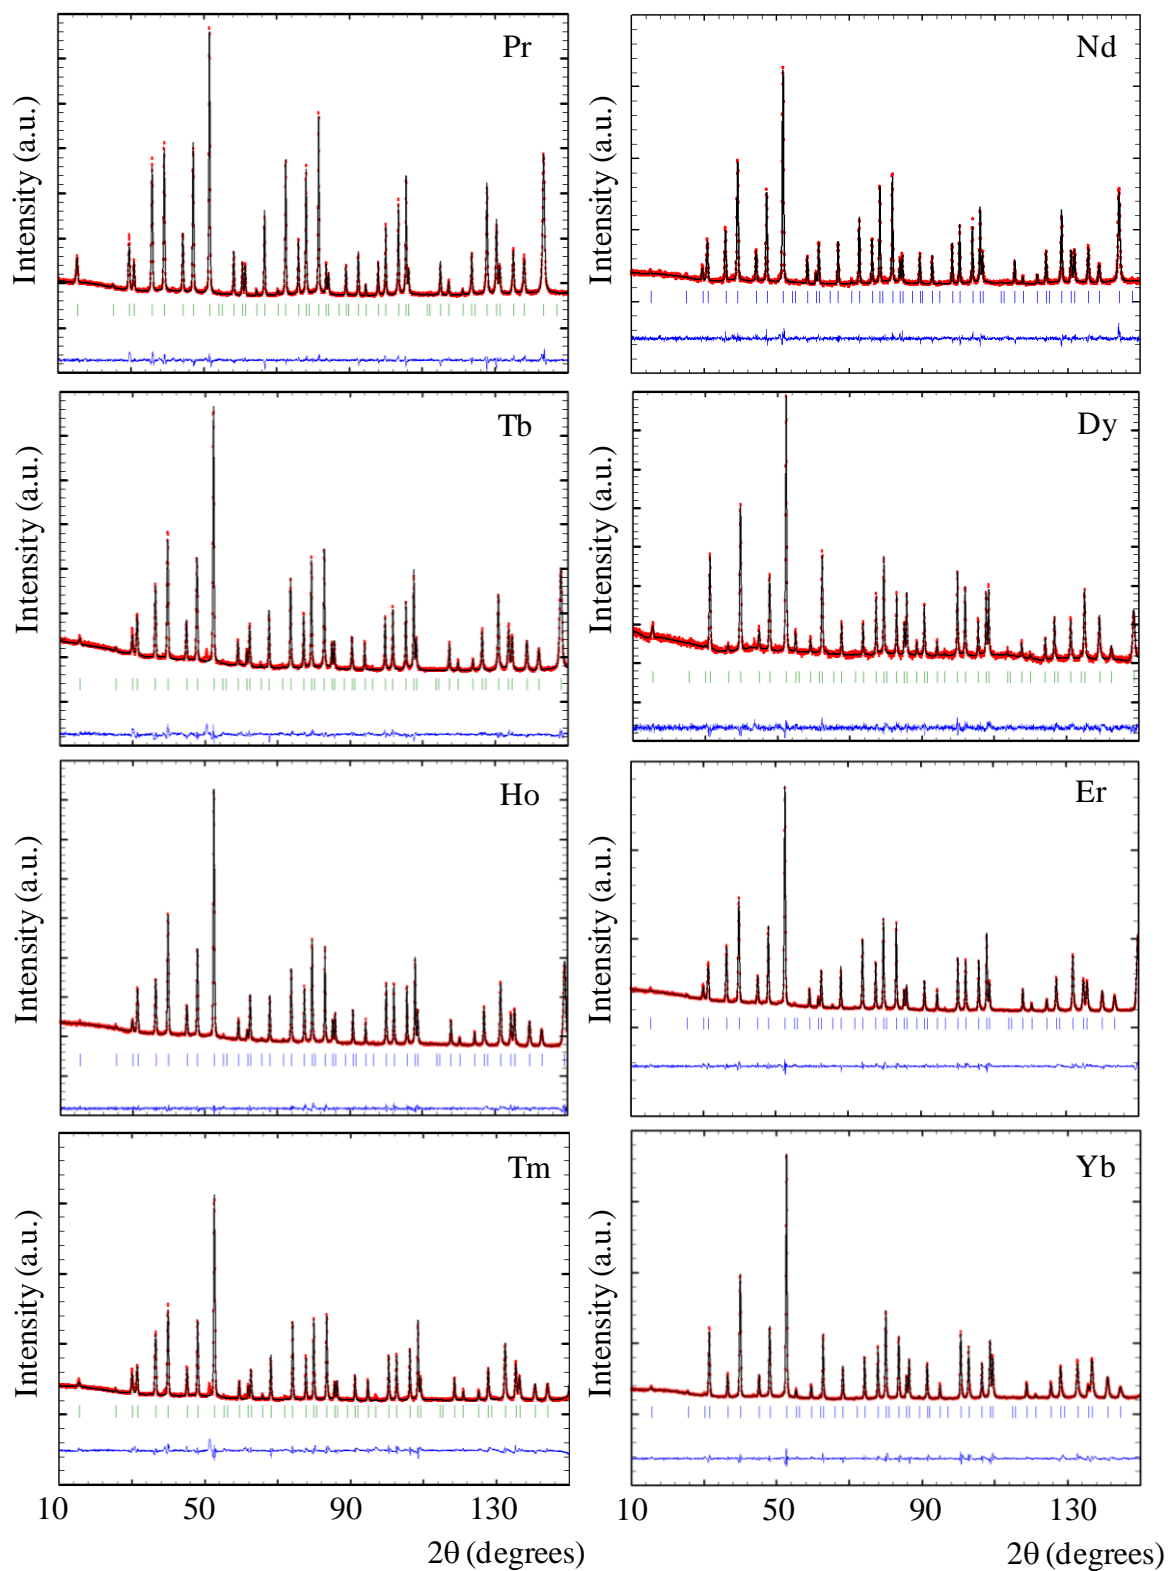 Pr
Intensity (a.u.)
Nd
Intensity (a.u.)
Tb
Intensity (a.u.)
Dy
Intensity (a.u.)
Ho
Intensity (a.u.)
Er
Intensity (a.u.)
Tm
Intensity (a.u.)
Yb
Intensity (a.u.)
10 50 90 130
10 50 90 130
2θ (degrees)
2θ (degrees)